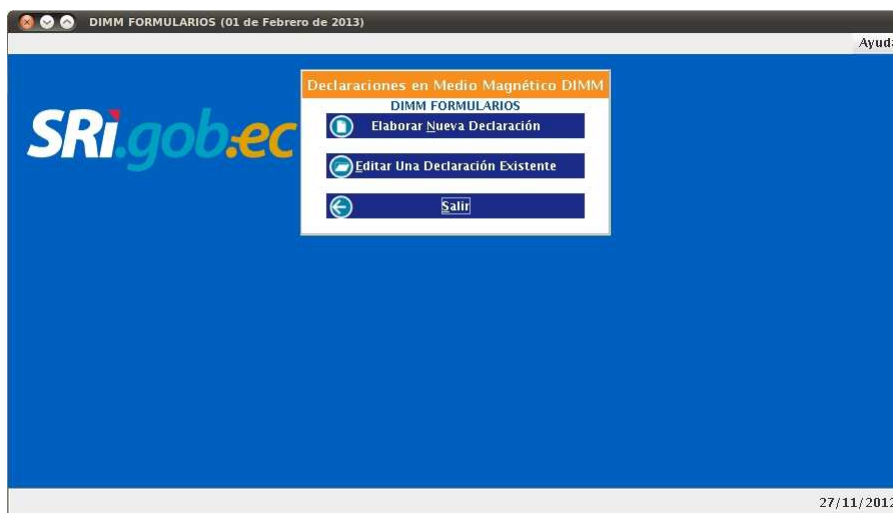 DIMM FORMULARIOS (01 de Febrero de 2013)
Ayuda
Declaraciones en Medio Magnético DIMM
DIMM FORMULARIOS
SRi.gob.ec
Elaborar Nueva Declaración
Editar Una Declaración Existente
Salir
27/11/2012